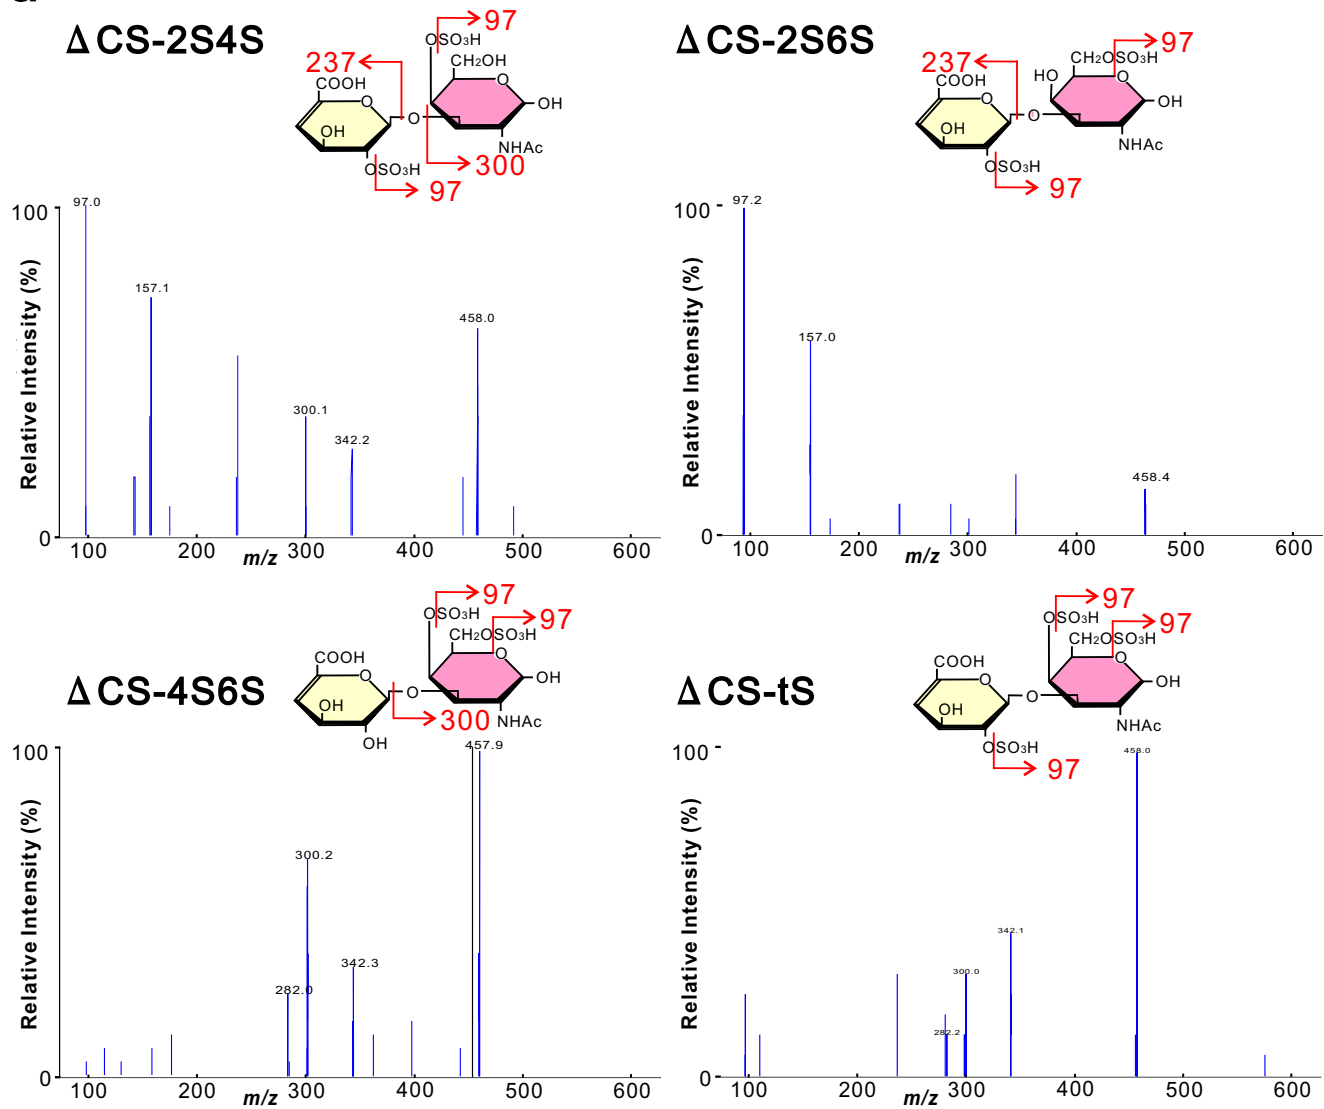 Δ CS-2S4S
97
OSO₃H
237
CH₂OH
COOH
O
O
OH
O
OH
NHAc
300
OSO₃H
97
Relative Intensity (%)
100
0
97.0
157.1
300.1
342.2
458.0
100 200 300 400 500 600
m/z
Δ CS-2S6S
97
237
CH₂OSO₃H
HO
COOH
O
O
OH
O
OH
NHAc
OSO₃H
97
Relative Intensity (%)
100
0
97.2
157.0
458.4
100 200 300 400 500 600
m/z
Δ CS-4S6S
97
OSO₃H
97
CH₂OSO₃H
COOH
O
O
OH
O
OH
300
NHAc
OH
Relative Intensity (%)
100
0
282.0
300.2
342.3
457.9
100 200 300 400 500 600
m/z
Δ CS-tS
97
OSO₃H
97
CH₂OSO₃H
COOH
O
O
OH
O
OH
NHAc
OSO₃H
97
Relative Intensity (%)
100
0
282.2
300.0
342.1
458.0
100 200 300 400 500 600
m/z